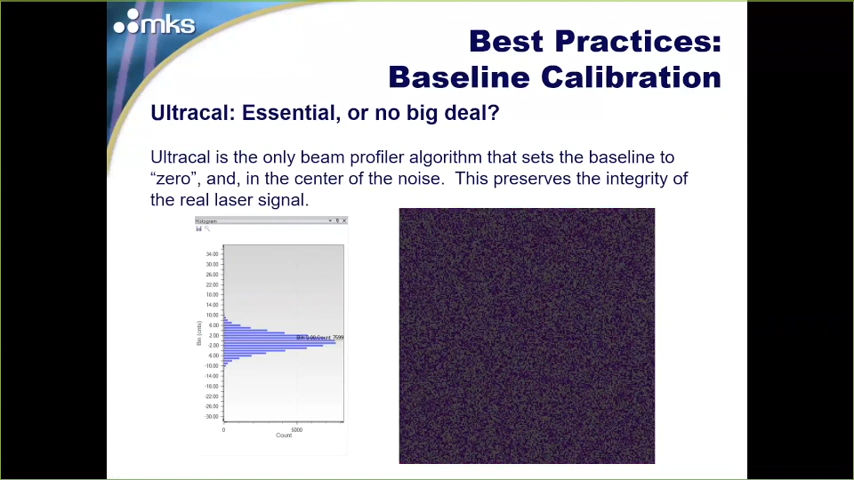 mks
Best Practices:
Baseline Calibration
Ultracal: Essential, or no big deal?
Ultracal is the only beam profiler algorithm that sets the baseline to
“zero”, and, in the center of the noise.  This preserves the integrity of
the real laser signal.
Histogram
34.00
30.00
26.00
22.00
18.00
14.00
10.00
6.00
2.00
-2.00
-6.00
-10.00
-14.00
-18.00
-22.00
-26.00
-30.00
Bin (cnts)
0
1000
Count